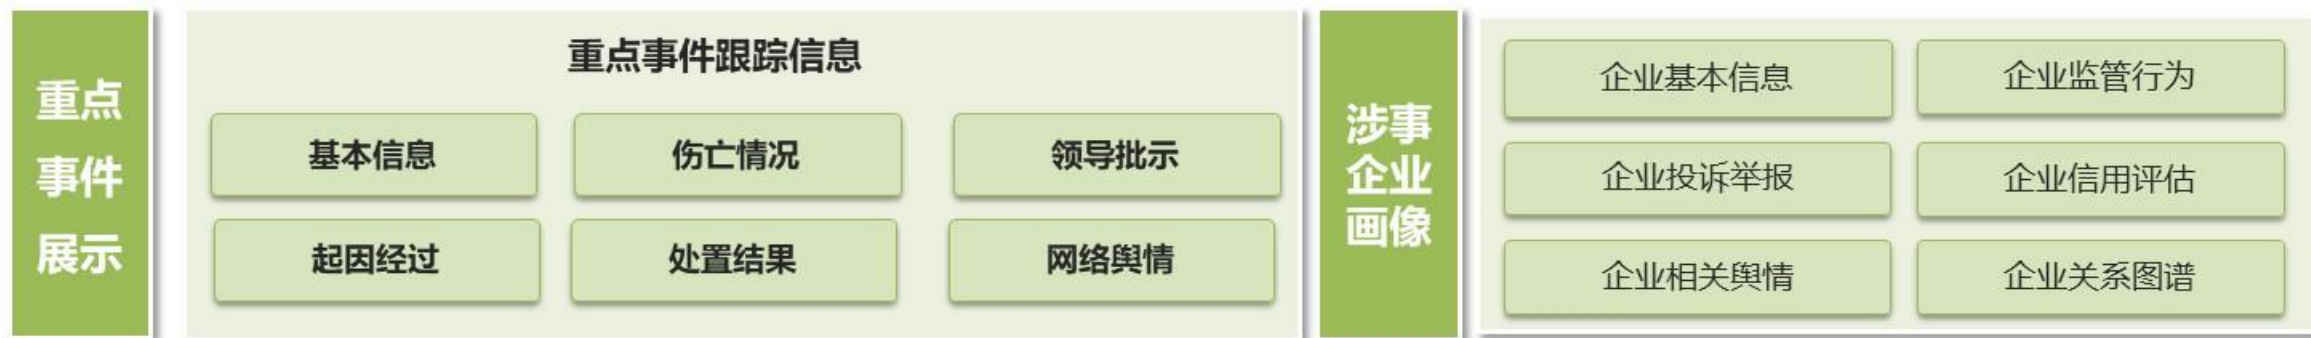 重点
事件
展示
重点事件跟踪信息
基本信息
伤亡情况
领导批示
起因经过
处置结果
网络舆情
涉事
企业
画像
企业基本信息
企业监管行为
企业投诉举报
企业信用评估
企业相关舆情
企业关系图谱